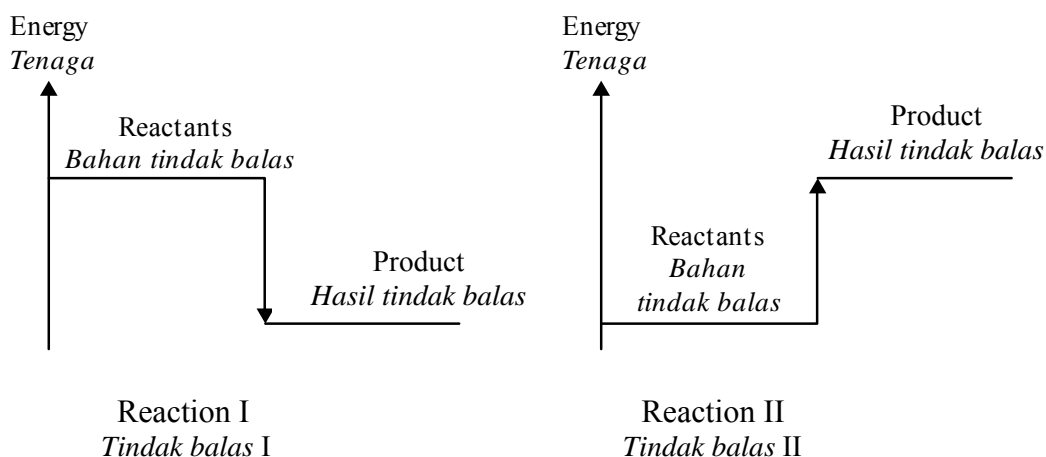 Energy
Tenaga
Reactants
Bahan tindak balas
Product
Hasil tindak balas
Reaction I
Tindak balas I
Energy
Tenaga
Product
Hasil tindak balas
Reactants
Bahan
tindak balas
Reaction II
Tindak balas II